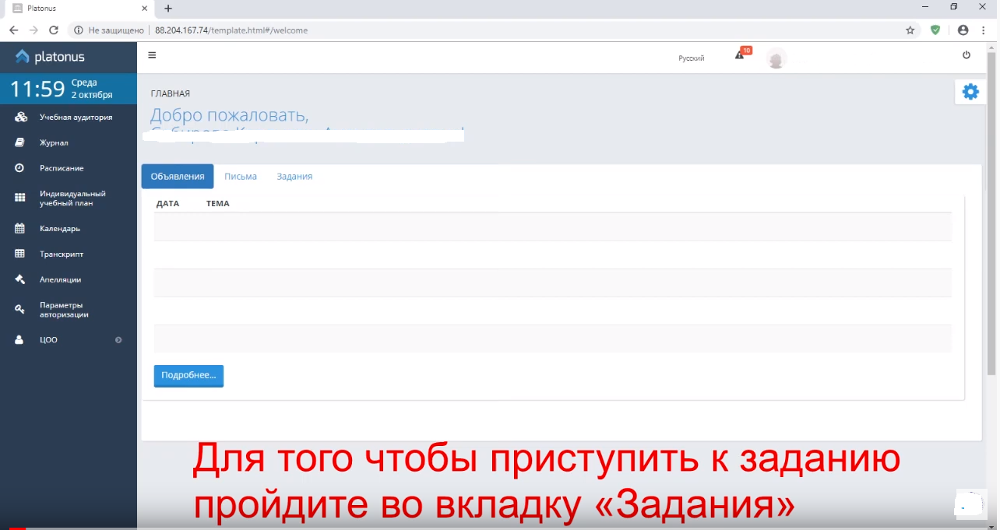 Platonus
Не защищено
88.204.167.74/template.html#/welcome
platonus
Русский
10
11:59
Среда
2 октября
ГЛАВНАЯ
Учебная аудитория
Добро пожаловать,
Журнал
Расписание
Объявления Письма Задания
Индивидуальный
учебный план
ДАТА ТЕМА
Календарь
Транскрипт
Апелляции
Параметры
авторизации
ЦОО
Подробнее...
Для того чтобы приступить к заданию
пройдите во вкладку «Задания»